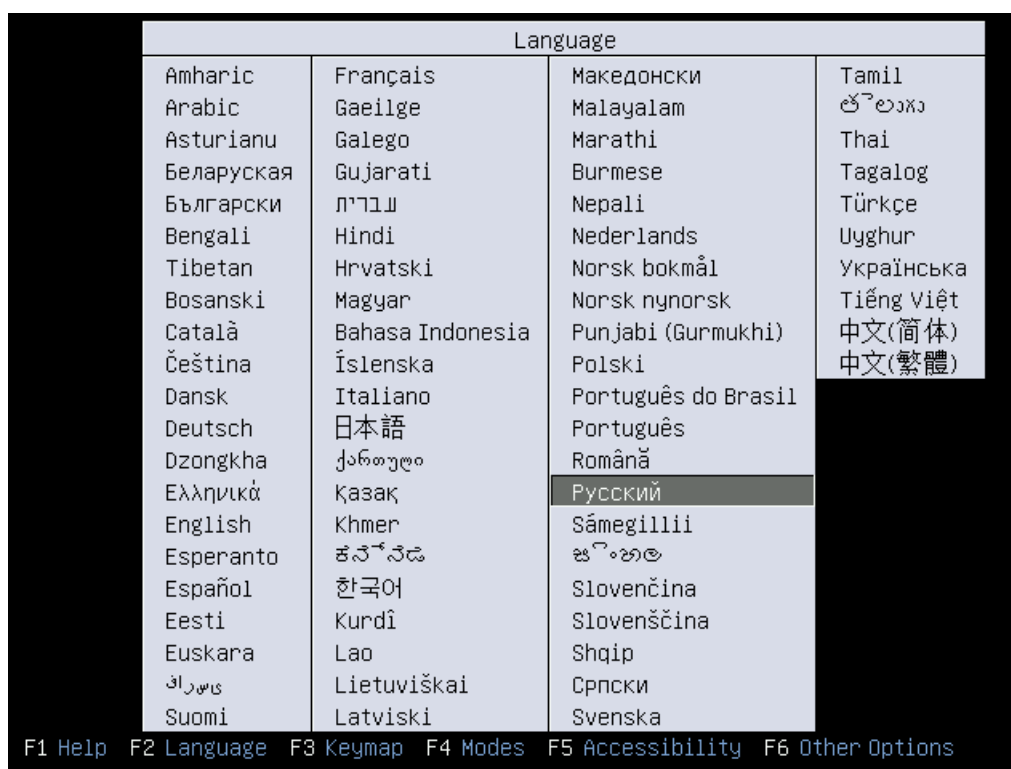 Language
Amharic
Arabic
Asturianu
Беларуская
Български
Bengali
Tibetan
Bosanski
Català
Čeština
Dansk
Deutsch
Dzongkha
Ελληνικά
English
Esperanto
Español
Eesti
Euskara
فارسی
Suomi
Français
Gaeilge
Galego
Gujarati
עברית
Hindi
Hrvatski
Magyar
Bahasa Indonesia
Íslenska
Italiano
日本語
ქართული
Қазақ
Khmer
ಕನ್ನಡ
한국어
Kurdî
Lao
Lietuviškai
Latviski
Македонски
Malayalam
Marathi
Burmese
Nepali
Nederlands
Norsk bokmål
Norsk nynorsk
Punjabi (Gurmukhi)
Polski
Português do Brasil
Português
Română
Русский
Sámegillii
සිංහල
Slovenčina
Slovenščina
Shqip
Српски
Svenska
Tamil
తెలుగు
Thai
Tagalog
Türkçe
Uyghur
Українська
Tiếng Việt
中文(简体)
中文(繁體)
F1 Help F2 Language F3 Keymap F4 Modes F5 Accessibility F6 Other Options